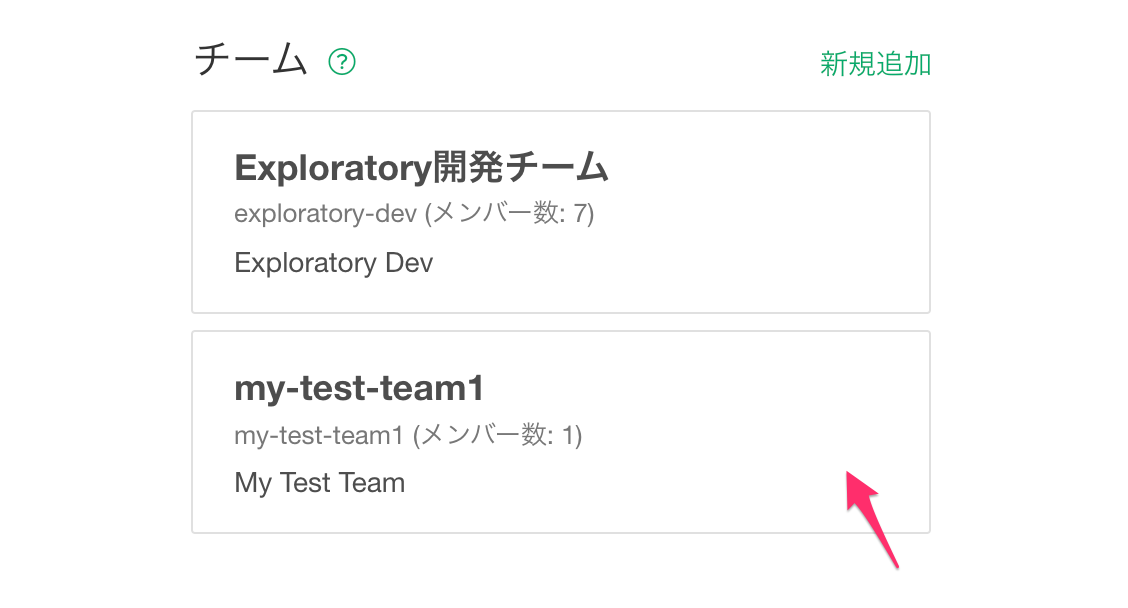 チーム ?
新規追加
Exploratory開発チーム
exploratory-dev (メンバー数: 7)
Exploratory Dev
my-test-team1
my-test-team1 (メンバー数: 1)
My Test Team